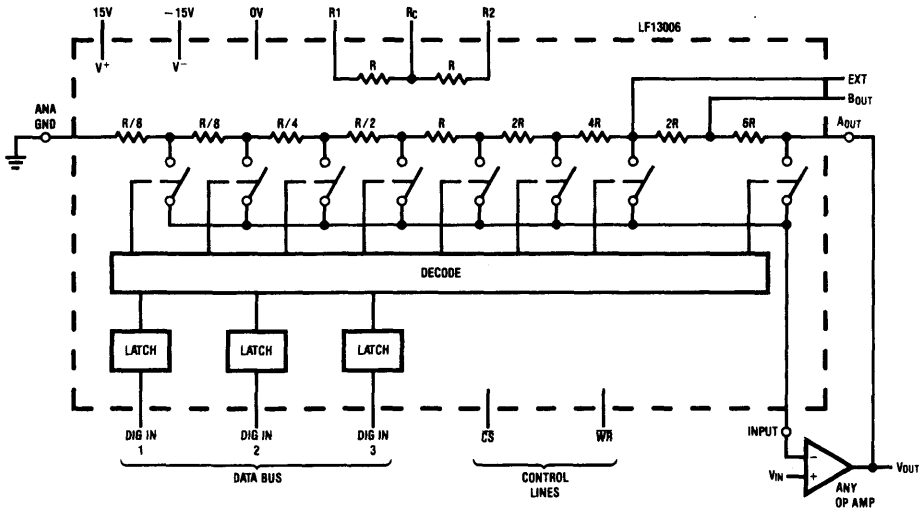 15V
–15V
0V
R1
RC
R2
LF13006
V+
V–
R
R
EXT
BOUT
ANA
GND
R/8
R/8
R/4
R/2
R
2R
4R
2R
6R
AOUT
DECODE
LATCH
LATCH
LATCH
DIG IN
1
DIG IN
2
DIG IN
3
CS
WR
INPUT
DATA BUS
CONTROL
LINES
VIN
–
+
VOUT
ANY
OP AMP